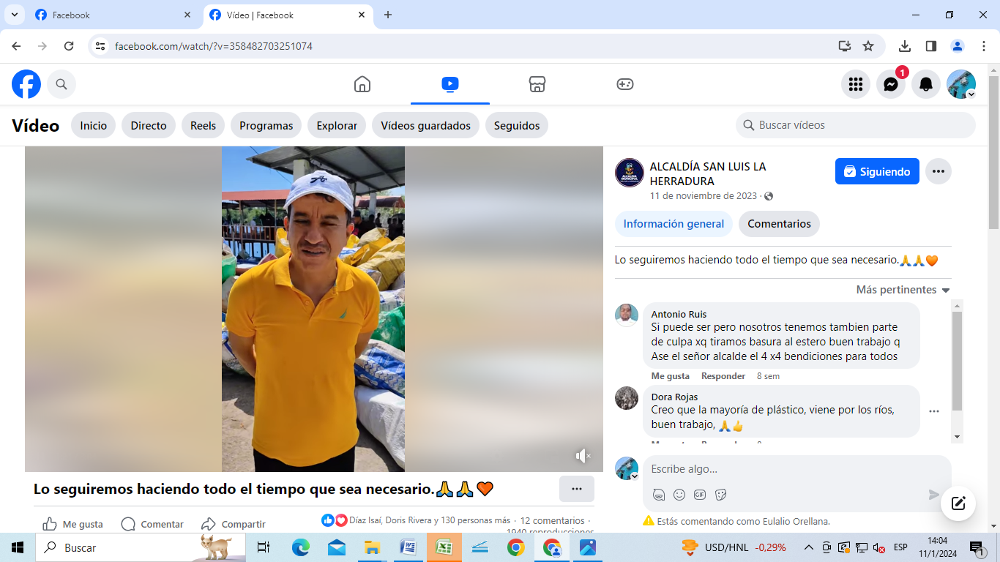 Facebook
Vídeo | Facebook
facebook.com/watch/?v=358482703251074
1
Vídeo
Inicio
Directo
Reels
Programas
Explorar
Vídeos guardados
Seguidos
Buscar vídeos
ALCALDÍA SAN LUIS LA
HERRADURA
Siguiendo
11 de noviembre de 2023 ·
Información general
Comentarios
Lo seguiremos haciendo todo el tiempo que sea necesario.🙏🙏🧡
Más pertinentes
Antonio Ruis
Si puede ser pero nosotros tenemos tambien parte
de culpa xq tiramos basura al estero buen trabajo q
Ase el señor alcalde el 4 x4 bendiciones para todos
Me gusta Responder 8 sem
Dora Rojas
Creo que la mayoría de plástico, viene por los ríos,
buen trabajo, 🙏👍
Lo seguiremos haciendo todo el tiempo que sea necesario.🙏🙏🧡
Me gusta
Comentar
Compartir
Díaz Isaí, Doris Rivera y 130 personas más · 12 comentarios ·
1940 reproducciones
Escribe algo...
GIF
Estás comentando como Eulalio Orellana.
Buscar
USD/HNL -0,29%
ESP
14:04
11/1/2024
1